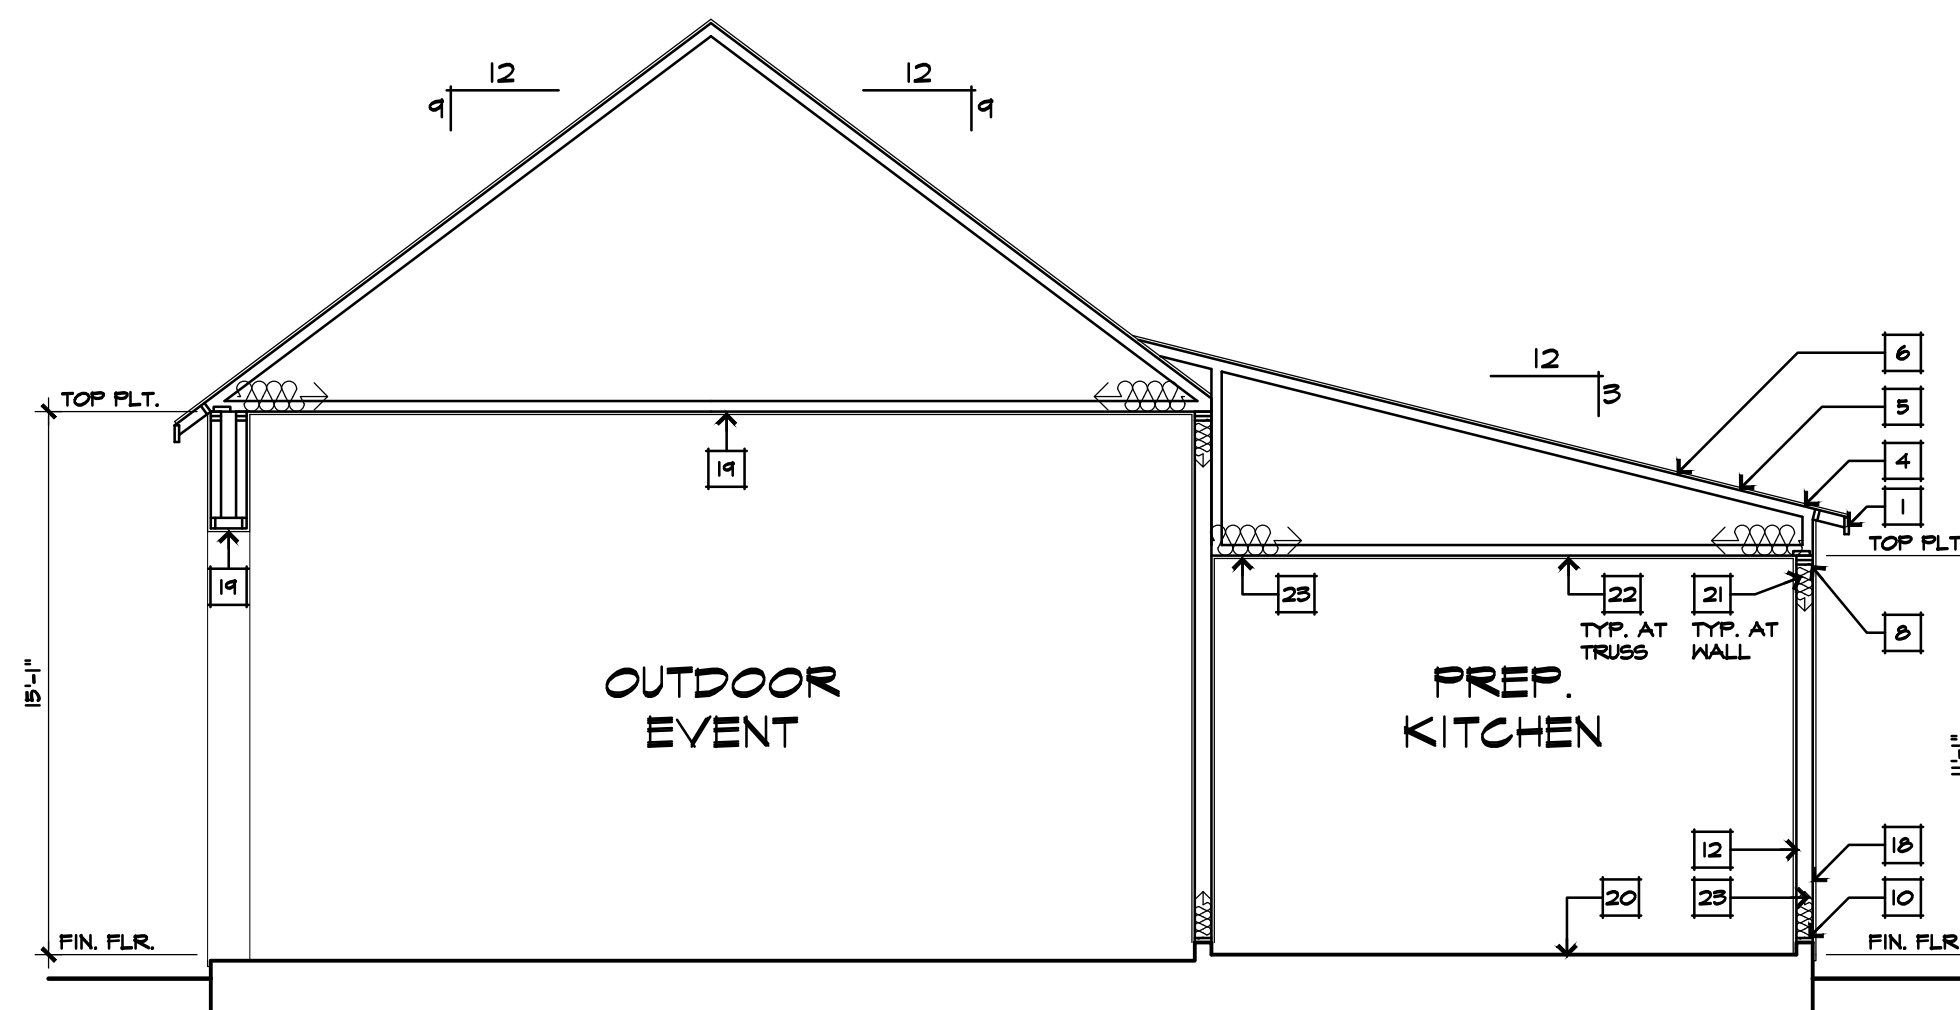 12
9
12
9
12
3
6
5
4
1
TOP PLT.
TOP PLT
19
19
23
22
TYP. AT
TRUSS
21
TYP. AT
WALL
8
15'-1"
OUTDOOR
EVENT
PREP.
KITCHEN
11'-1"
12
18
20
23
10
FIN. FLR.
FIN. FLR